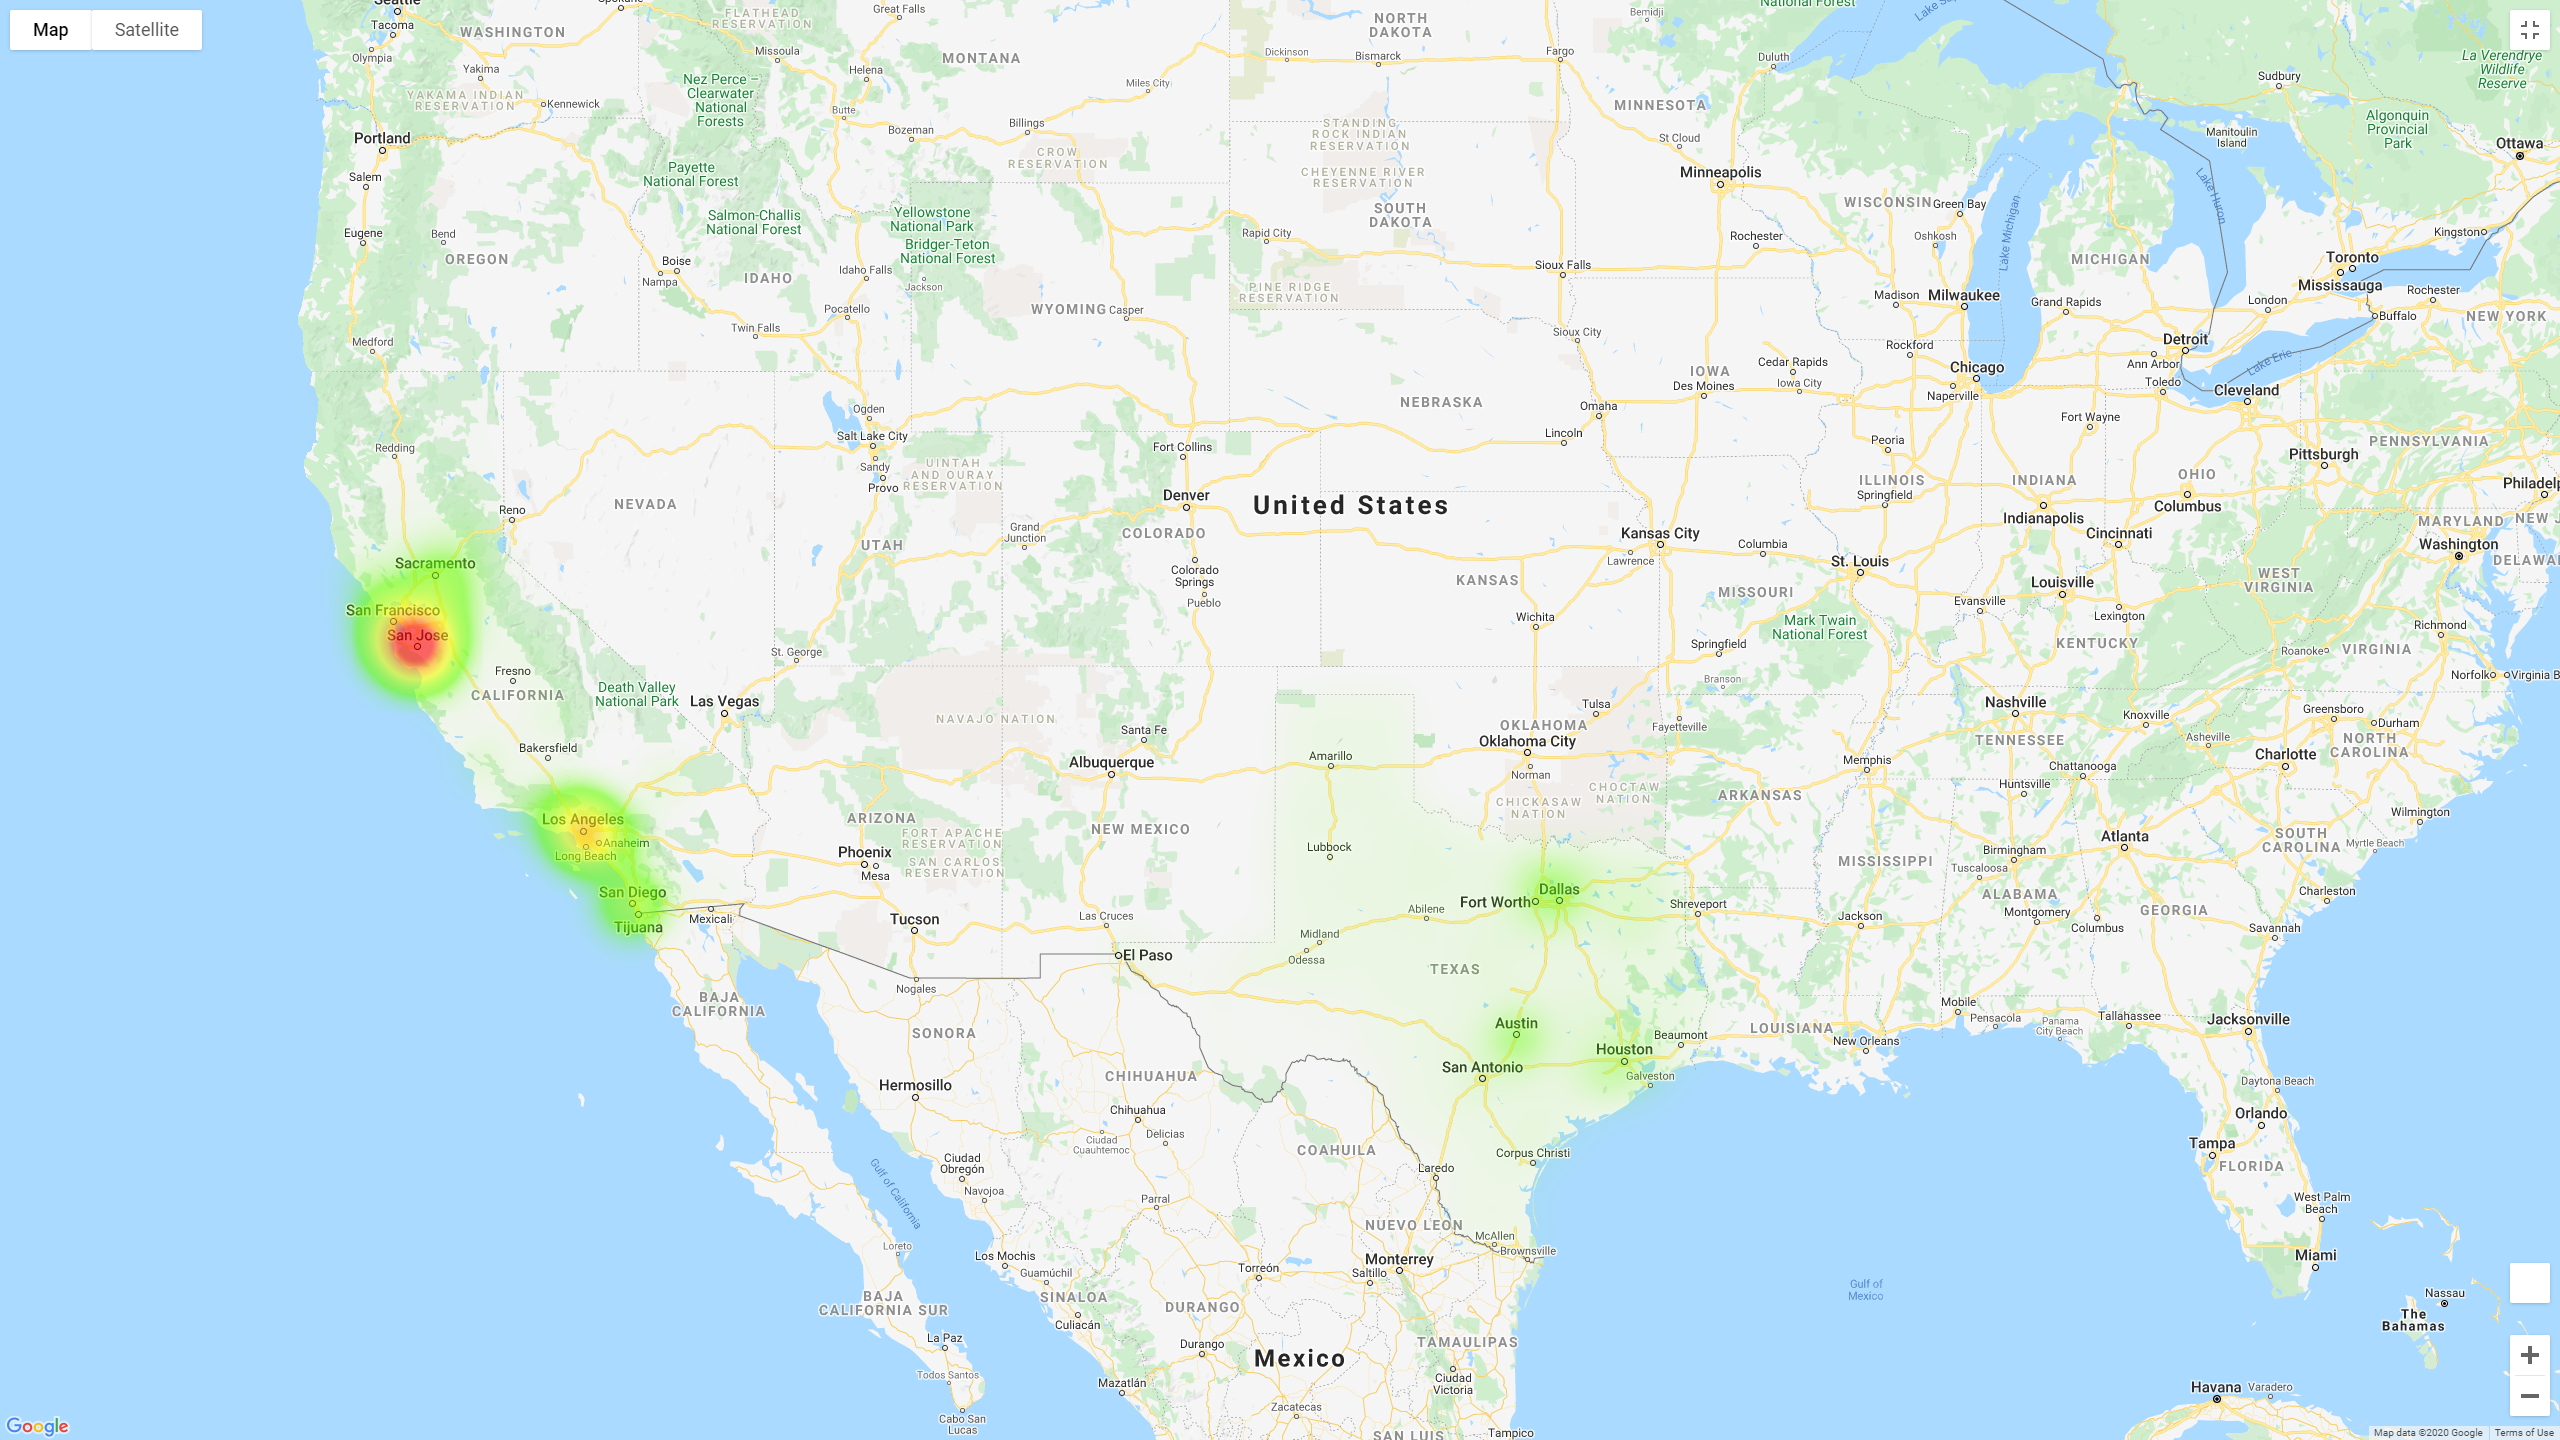 Map
Satellite
Seattle
Spokane
Great Falls
Tacoma
WASHINGTON
Olympia
Yakima
YAKAMA INDIAN
RESERVATION
Kennewick
FLATHEAD
RESERVATION
Missoula
Helena
MONTANA
Miles City
Nez Perce –
Clearwater
National
Forests
Butte
Bozeman
Billings
CROW
RESERVATION
NORTH
DAKOTA
Dickinson
Bismarck
Fargo
Bemidji
National Forest
Duluth
MINNESOTA
St Cloud
Minneapolis
Rochester
STANDING
ROCK INDIAN
RESERVATION
CHEYENNE RIVER
RESERVATION
SOUTH
DAKOTA
Rapid City
PINE RIDGE
RESERVATION
Sioux Falls
Sioux City
Portland
Salem
Eugene
Bend
OREGON
Medford
Payette
National Forest
Salmon-Challis
National Forest
Boise
Nampa
IDAHO
Twin Falls
Idaho Falls
Pocatello
Yellowstone
National Park
Bridger-Teton
National Forest
Jackson
WYOMING
Casper
WISCONSIN
Green Bay
Oshkosh
Madison
Milwaukee
Lake Michigan
Lake Huron
MICHIGAN
Grand Rapids
Detroit
Ann Arbor
Toledo
Lake Erie
Sudbury
Manitoulin
Island
La Verendrye
Wildlife
Reserve
Algonquin
Provincial
Park
Ottawa
Kingston
Toronto
Mississauga
London
Rochester
Buffalo
NEW YORK
Rockford
Chicago
Naperville
IOWA
Des Moines
Cedar Rapids
Iowa City
NEBRASKA
Omaha
Lincoln
Cleveland
Fort Wayne
PENNSYLVANIA
Pittsburgh
Peoria
ILLINOIS
Springfield
INDIANA
Indianapolis
OHIO
Columbus
Cincinnati
MARYLAND
Washington
Redding
Reno
NEVADA
Ogden
Salt Lake City
Sandy
Provo
UINTAH
AND OURAY
RESERVATION
UTAH
Fort Collins
Denver
COLORADO
Grand
Junction
Colorado
Springs
Pueblo
United States
KANSAS
Wichita
Kansas City
Lawrence
Columbia
MISSOURI
St. Louis
Springfield
Branson
Mark Twain
National Forest
Evansville
Louisville
Lexington
KENTUCKY
WEST
VIRGINIA
Richmond
VIRGINIA
Roanoke
Norfolk
Sacramento
San Francisco
San Jose
Fresno
CALIFORNIA
Death Valley
National Park
St. George
Las Vegas
Bakersfield
Los Angeles
Anaheim
Long Beach
San Diego
Tijuana
Mexicali
NAVAJO NATION
ARIZONA
FORT APACHE
RESERVATION
SAN CARLOS
RESERVATION
Phoenix
Mesa
Tucson
Nogales
Santa Fe
Albuquerque
NEW MEXICO
Las Cruces
El Paso
Amarillo
Lubbock
Midland
Odessa
Abilene
TEXAS
Fort Worth
Dallas
Austin
San Antonio
Houston
Galveston
Beaumont
Corpus Christi
Laredo
McAllen
Brownsville
OKLAHOMA
Oklahoma City
Norman
Tulsa
CHICKASAW
NATION
CHOCTAW
NATION
Fayetteville
ARKANSAS
Shreveport
LOUISIANA
New Orleans
Memphis
MISSISSIPPI
Jackson
Nashville
TENNESSEE
Knoxville
Chattanooga
Huntsville
Birmingham
Tuscaloosa
ALABAMA
Montgomery
Columbus
Mobile
Pensacola
Panama
City Beach
Tallahassee
Atlanta
GEORGIA
Savannah
Greensboro
Durham
NORTH
CAROLINA
Asheville
Charlotte
SOUTH
CAROLINA
Wilmington
Myrtle Beach
Charleston
Jacksonville
Daytona Beach
Orlando
Tampa
FLORIDA
West Palm
Beach
Miami
Nassau
The
Bahamas
Havana
Varadero
Gulf of
Mexico
BAJA
CALIFORNIA
SONORA
Hermosillo
Gulf of California
CHIHUAHUA
Chihuahua
Ciudad
Cuauhtemoc
Delicias
Ciudad
Obregón
Navojoa
Parral
COAHUILA
NUEVO LEON
Monterrey
Saltillo
Torreón
Loreto
Los Mochis
Guamúchil
SINALOA
Culiacán
BAJA
CALIFORNIA SUR
La Paz
Todos Santos
Cabo San
Lucas
DURANGO
Durango
Mazatlán
Mexico
Zacatecas
TAMAULIPAS
Ciudad
Victoria
SAN LUIS
Tampico
Google
Map data ©2020 Google
Terms of Use